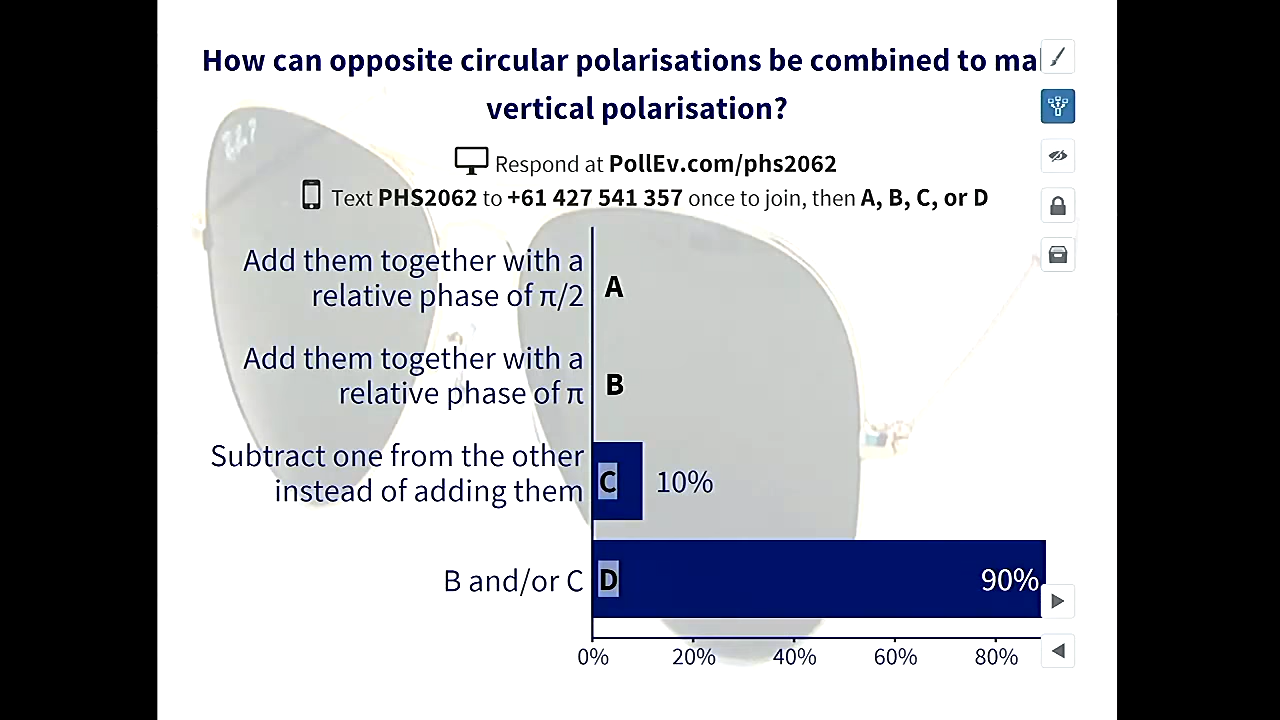 How can opposite circular polarisations be combined to ma
vertical polarisation?
Respond at PollEv.com/phs2062
Text PHS2062 to +61 427 541 357 once to join, then A, B, C, or D
Add them together with a
relative phase of π/2
A
Add them together with a
relative phase of π
B
Subtract one from the other
instead of adding them
C
10%
B and/or C
D
90%
0% 20% 40% 60% 80%